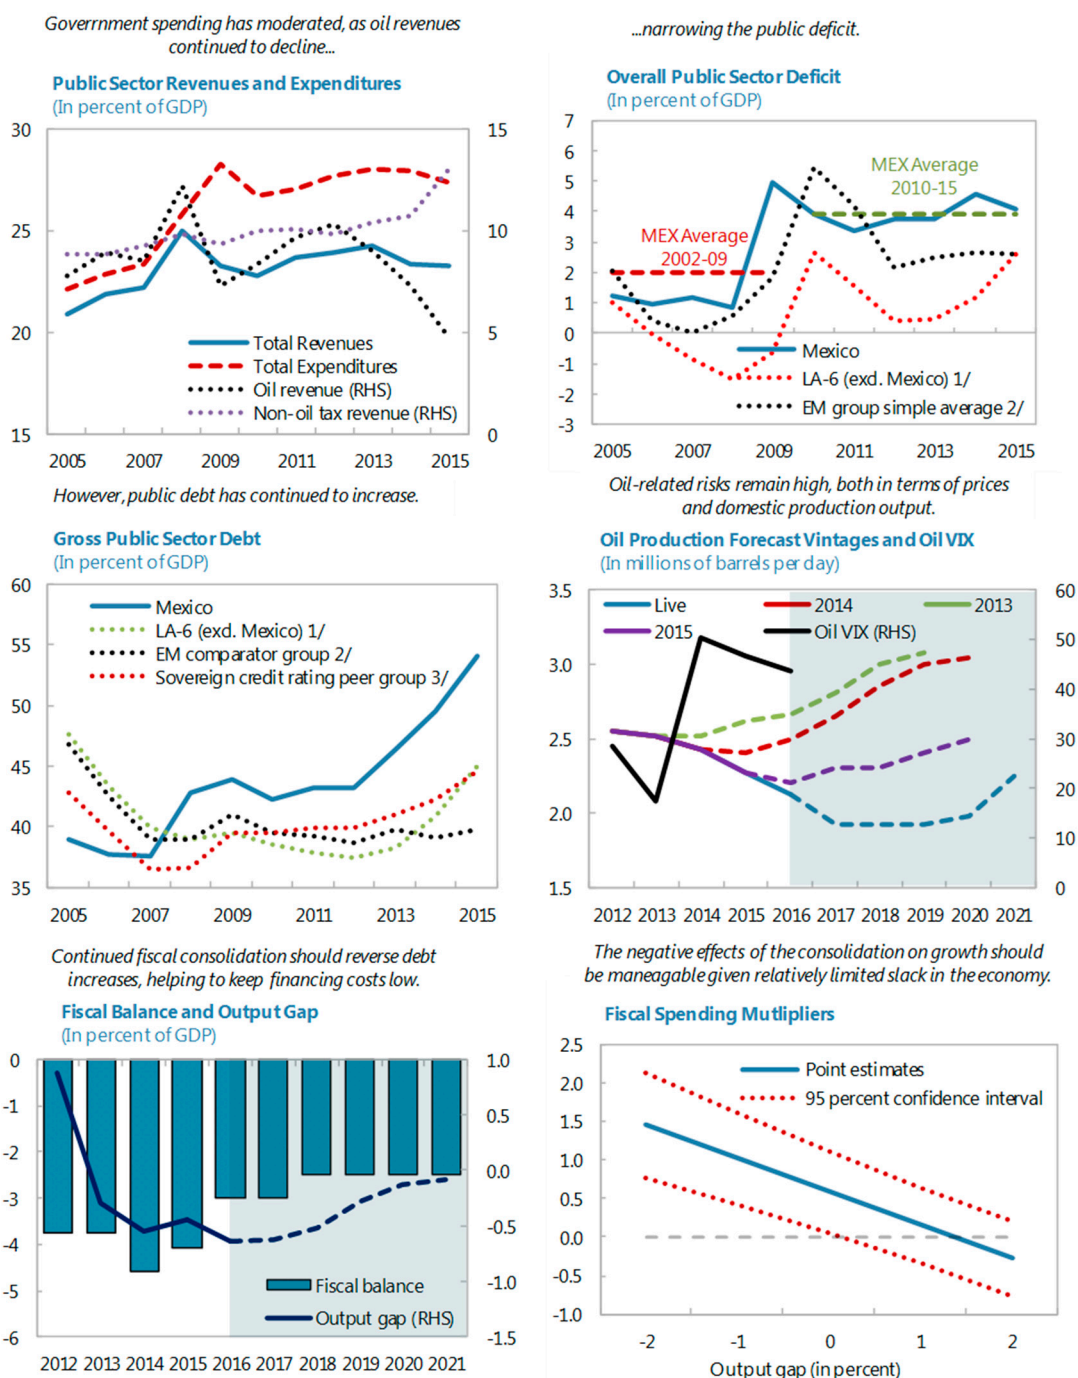 Government spending has moderated, as oil revenues
continued to decline...
Public Sector Revenues and Expenditures
(In percent of GDP)
30
25
20
15
15
10
5
0
Total Revenues
Total Expenditures
Oil revenue (RHS)
Non-oil tax revenue (RHS)
2005 2007 2009 2011 2013 2015
...narrowing the public deficit.
Overall Public Sector Deficit
(In percent of GDP)
7
6
5
4
3
2
1
0
-1
-2
-3
MEX Average
2010-15
MEX Average
2002-09
Mexico
LA-6 (exd. Mexico) 1/
EM group simple average 2/
2005 2007 2009 2011 2013 2015
However, public debt has continued to increase.
Gross Public Sector Debt
(In percent of GDP)
60
55
50
45
40
35
Mexico
LA-6 (exd. Mexico) 1/
EM comparator group 2/
Sovereign credit rating peer group 3/
2005 2007 2009 2011 2013 2015
Oil-related risks remain high, both in terms of prices
and domestic production output.
Oil Production Forecast Vintages and Oil VIX
(In millions of barrels per day)
3.5
3.0
2.5
2.0
1.5
60
50
40
30
20
10
0
Live 2014 2013
2015 Oil VIX (RHS)
2012 2013 2014 2015 2016 2017 2018 2019 2020 2021
Continued fiscal consolidation should reverse debt
increases, helping to keep financing costs low.
Fiscal Balance and Output Gap
(In percent of GDP)
0
-1
-2
-3
-4
-5
-6
1.0
0.5
0.0
-0.5
-1.0
-1.5
Fiscal balance
Output gap (RHS)
2012 2013 2014 2015 2016 2017 2018 2019 2020 2021
The negative effects of the consolidation on growth should
be maneagable given relatively limited slack in the economy.
Fiscal Spending Mutlipliers
2.5
2.0
1.5
1.0
0.5
0.0
-0.5
-1.0
Point estimates
95 percent confidence interval
-2 -1 0 1 2
Output gap (in percent)